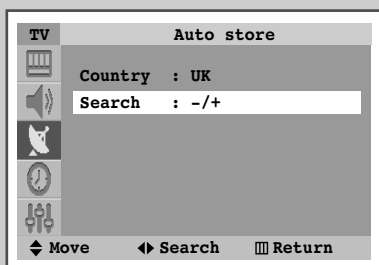 TV Auto store
Country : UK
Search : -/+
Move Search Return